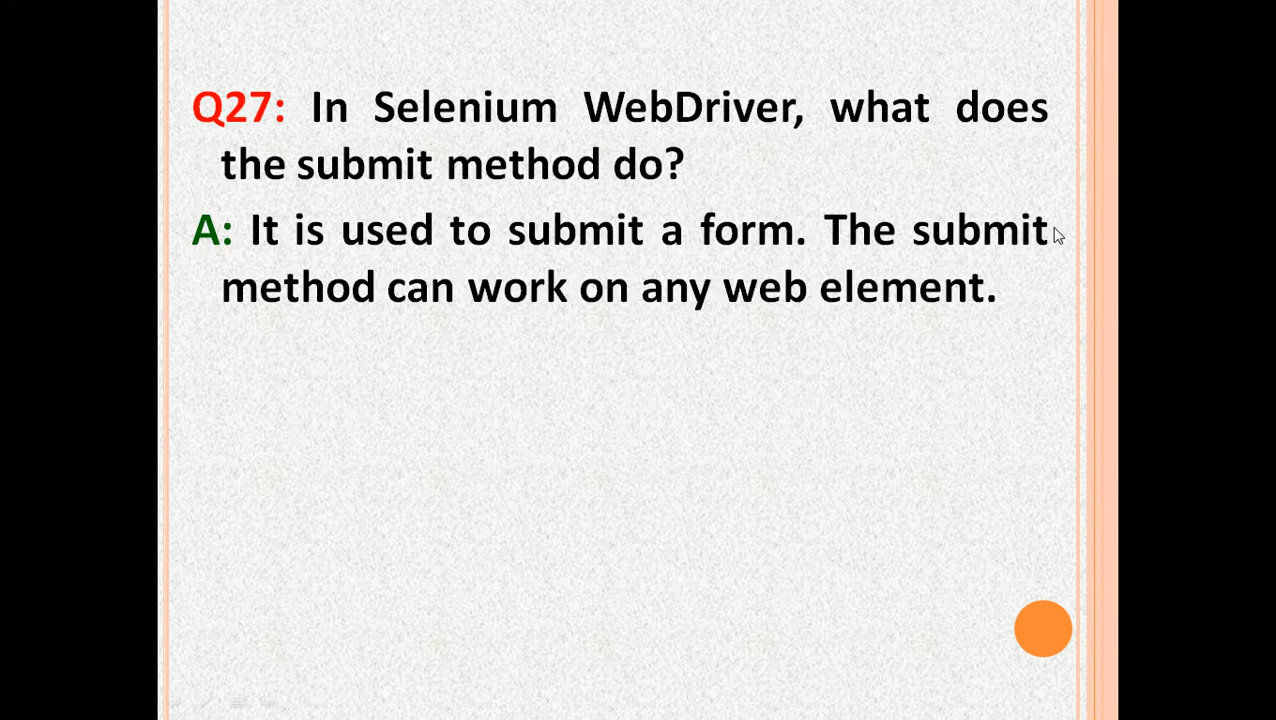 Q27: In Selenium WebDriver, what does
the submit method do?
A: It is used to submit a form. The submit
method can work on any web element.